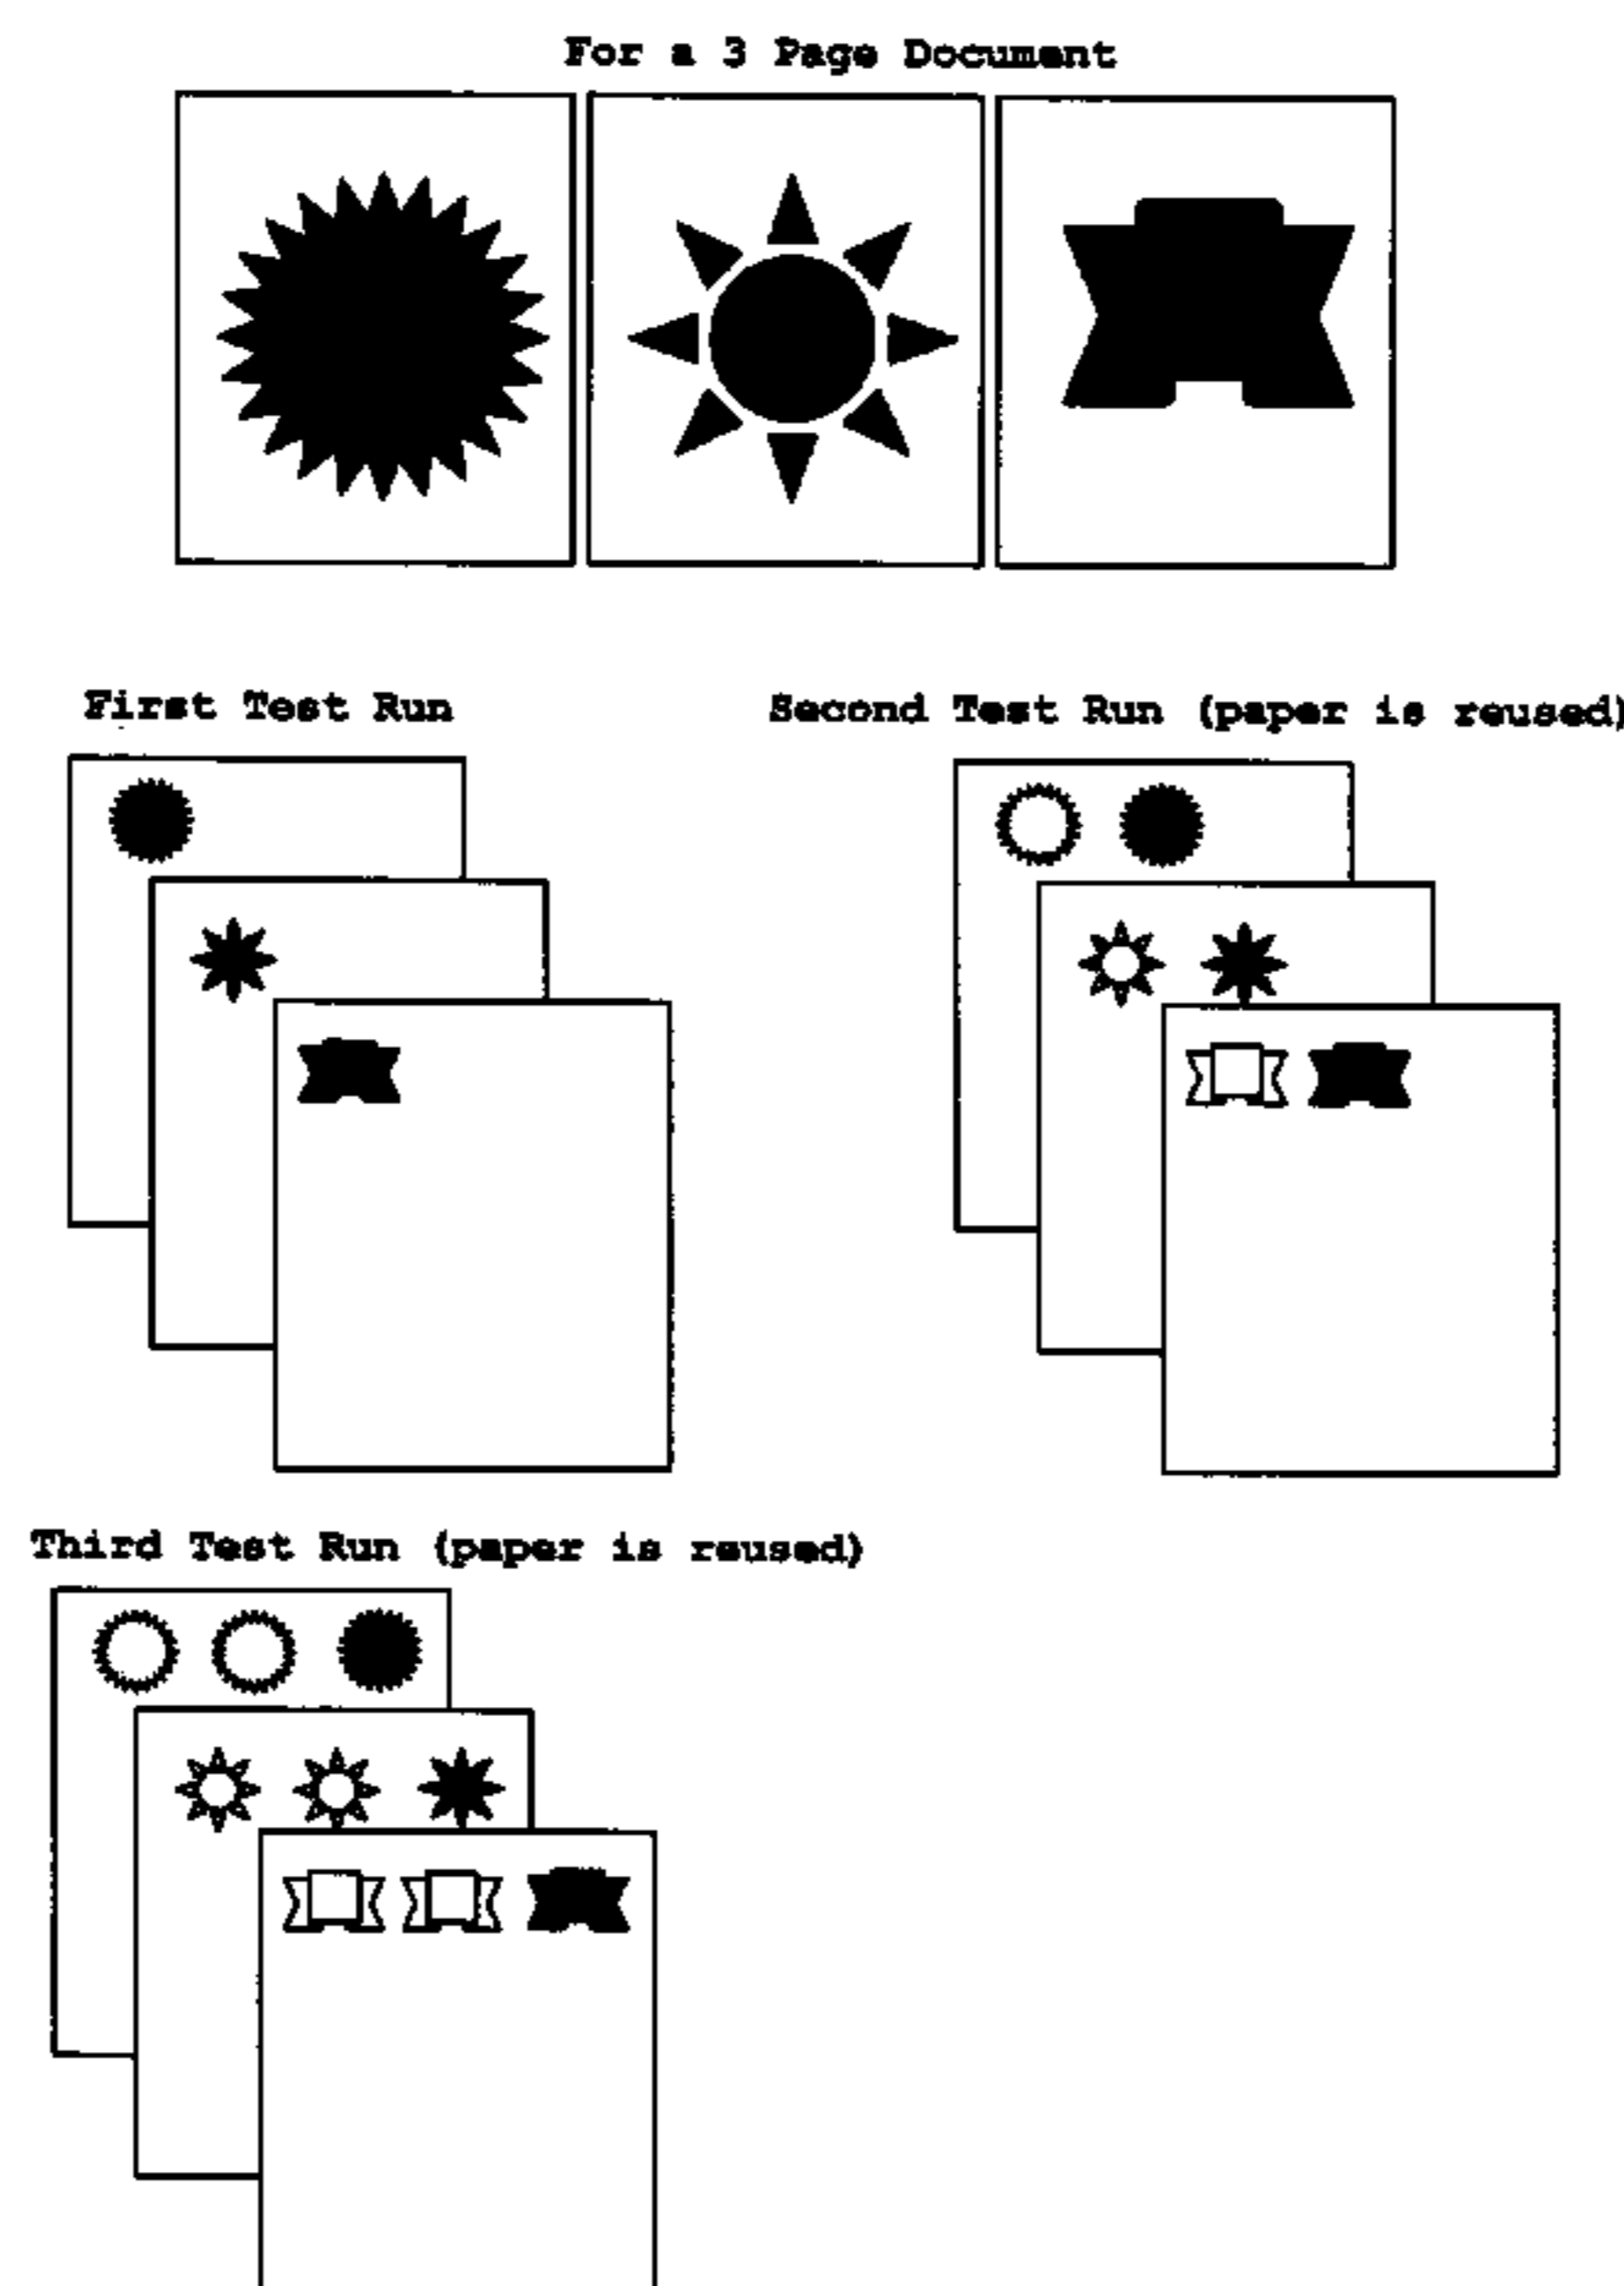 For a 3 Page Document
First Test Run
Second Test Run (paper is reused)
Third Test Run (paper is reused)